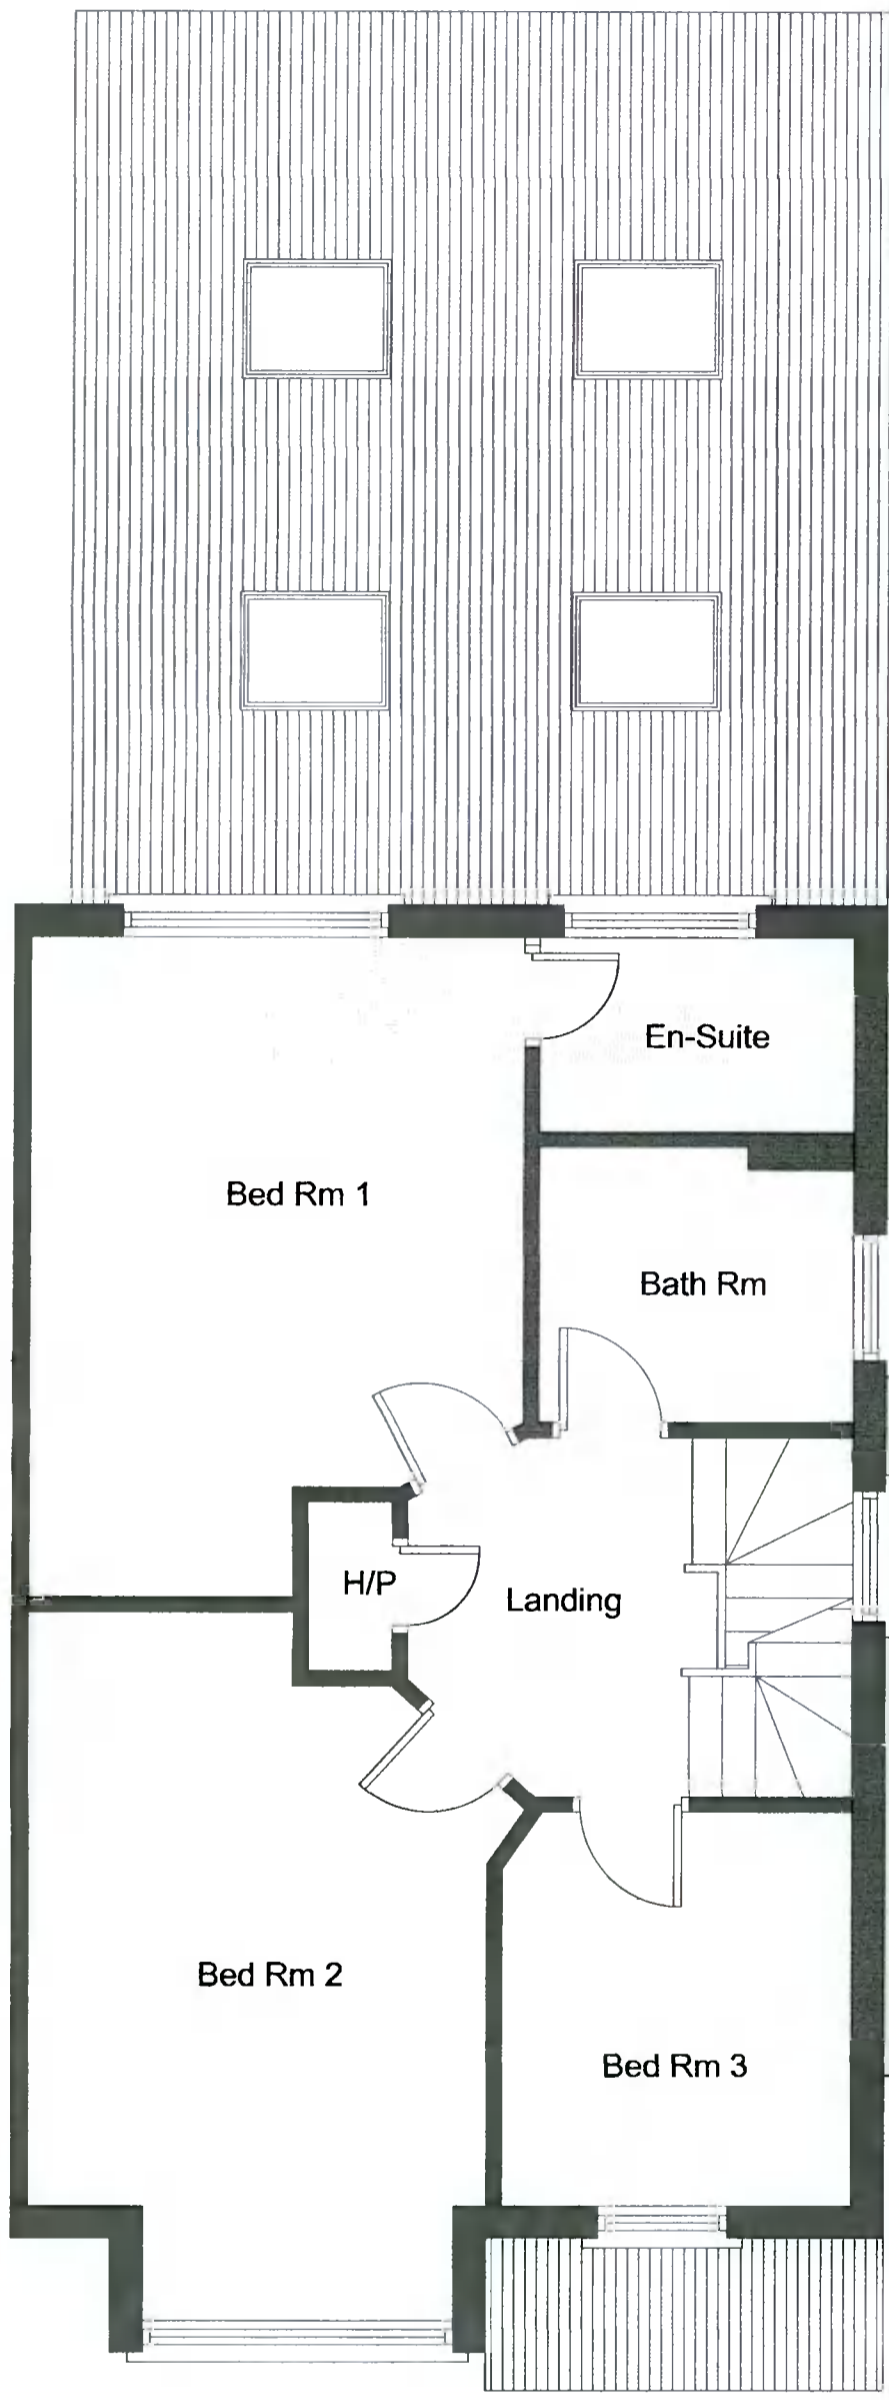 En-Suite
Bed Rm 1
Bath Rm
H/P
Landing
Bed Rm 2
Bed Rm 3